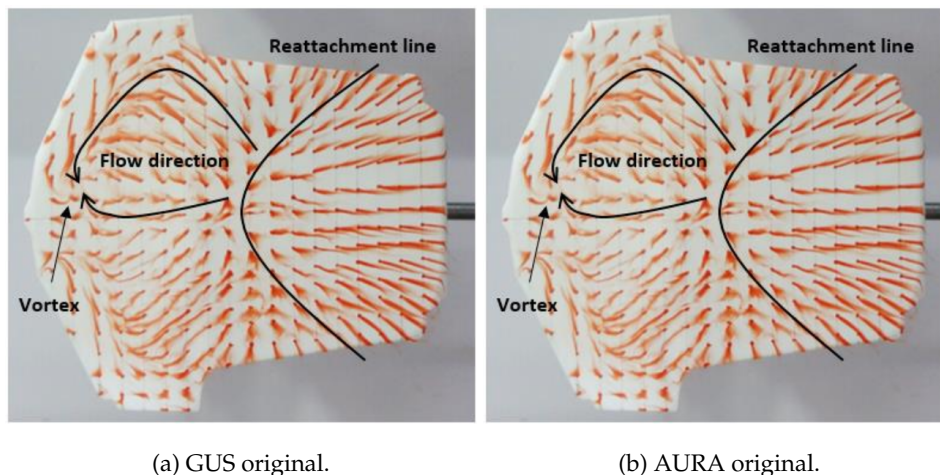 Reattachment line
Flow direction
Vortex
Reattachment line
Flow direction
Vortex
(a) GUS original.
(b) AURA original.